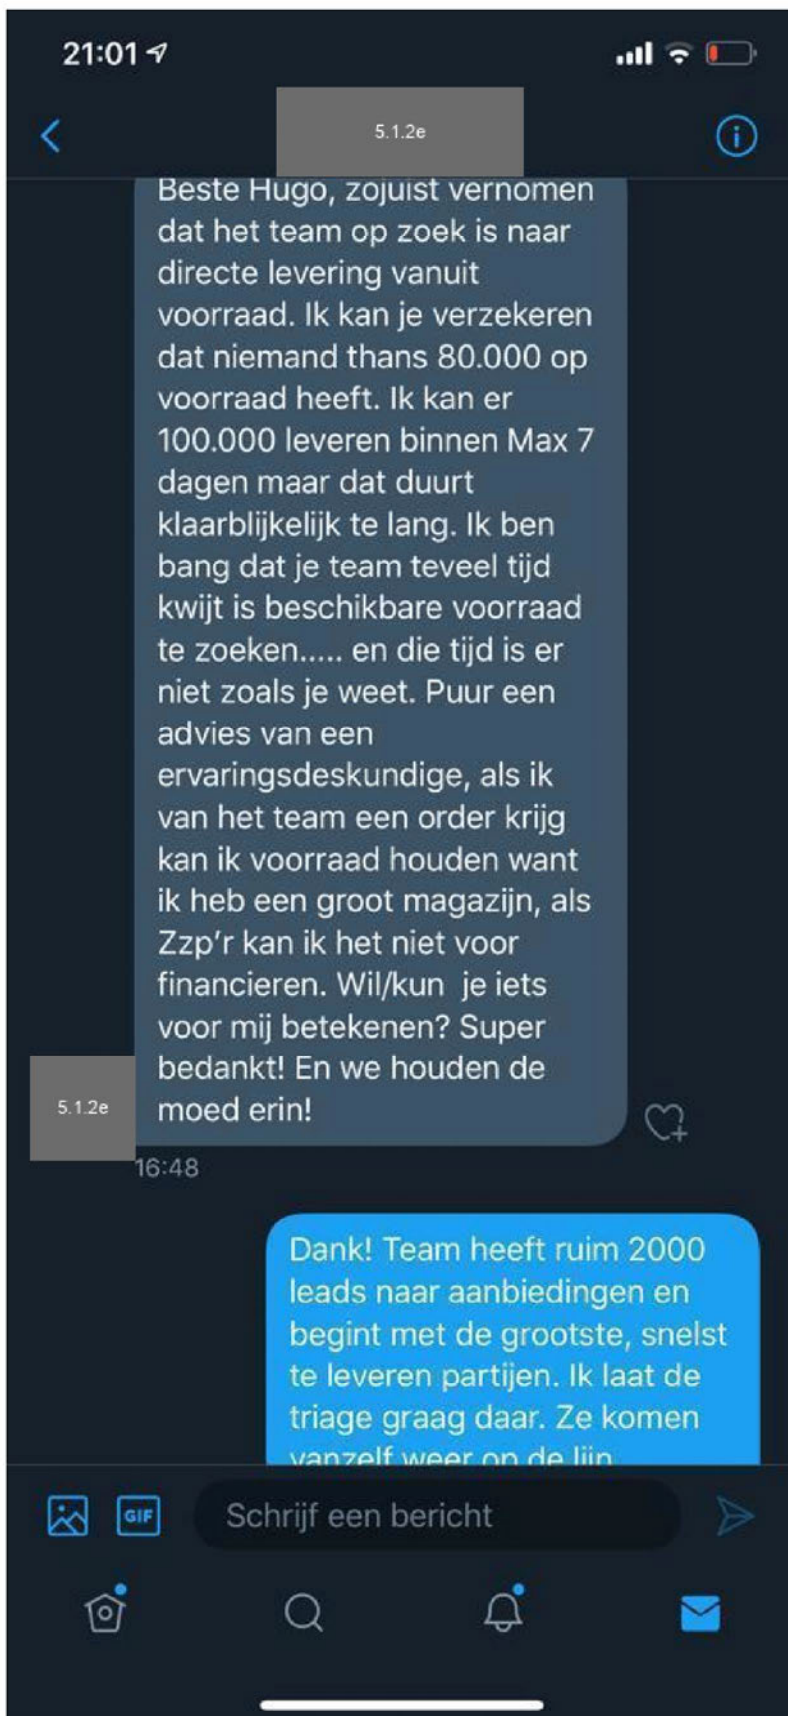 21:01
5.1.2e
Beste Hugo, zojuist vernomen
dat het team op zoek is naar
directe levering vanuit
voorraad. Ik kan je verzekeren
dat niemand thans 80.000 op
voorraad heeft. Ik kan er
100.000 leveren binnen Max 7
dagen maar dat duurt
klaarblijkelijk te lang. Ik ben
bang dat je team teveel tijd
kwijt is beschikbare voorraad
te zoeken..... en die tijd is er
niet zoals je weet. Puur een
advies van een
ervaringsdeskundige, als ik
van het team een order krijg
kan ik voorraad houden want
ik heb een groot magazijn, als
Zzp'r kan ik het niet voor
financieren. Wil/kun  je iets
voor mij betekenen? Super
bedankt! En we houden de
moed erin!
5.1.2e
16:48
Dank! Team heeft ruim 2000
leads naar aanbiedingen en
begint met de grootste, snelst
te leveren partijen. Ik laat de
triage graag daar. Ze komen
vanzelf weer op de lijn
GIF
Schrijf een bericht